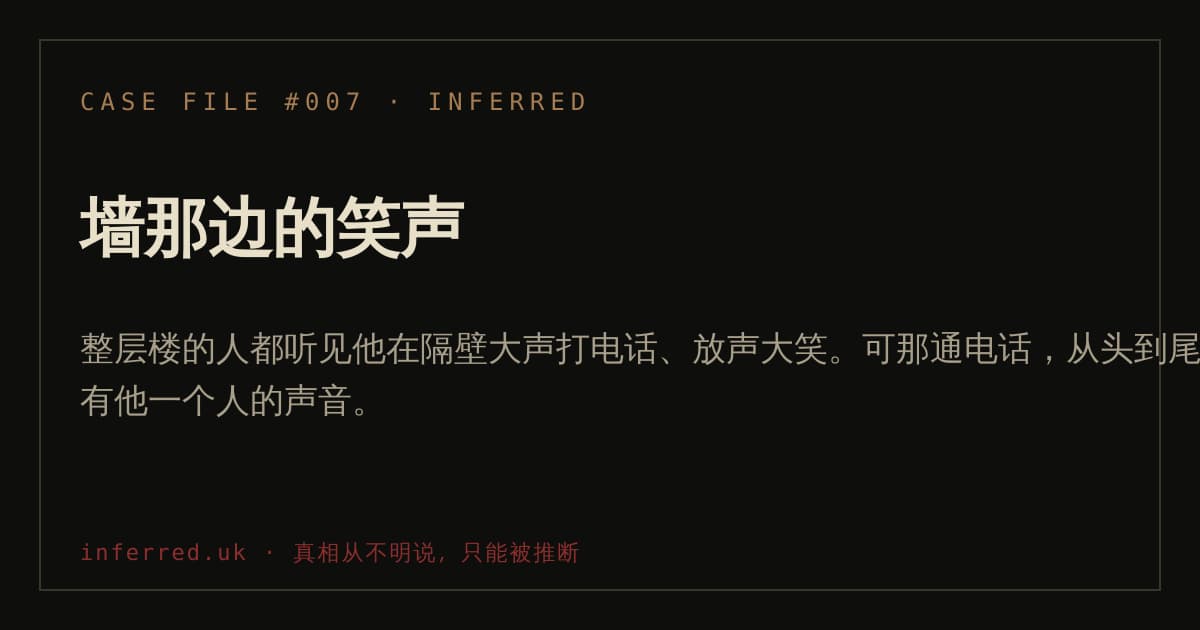 CASE FILE #007 · INFERRED
墙那边的笑声
整层楼的人都听见他在隔壁大声打电话、放声大笑。可那通电话，从头到尾
有他一个人的声音。
inferred.uk · 真相从不明说，只能被推断